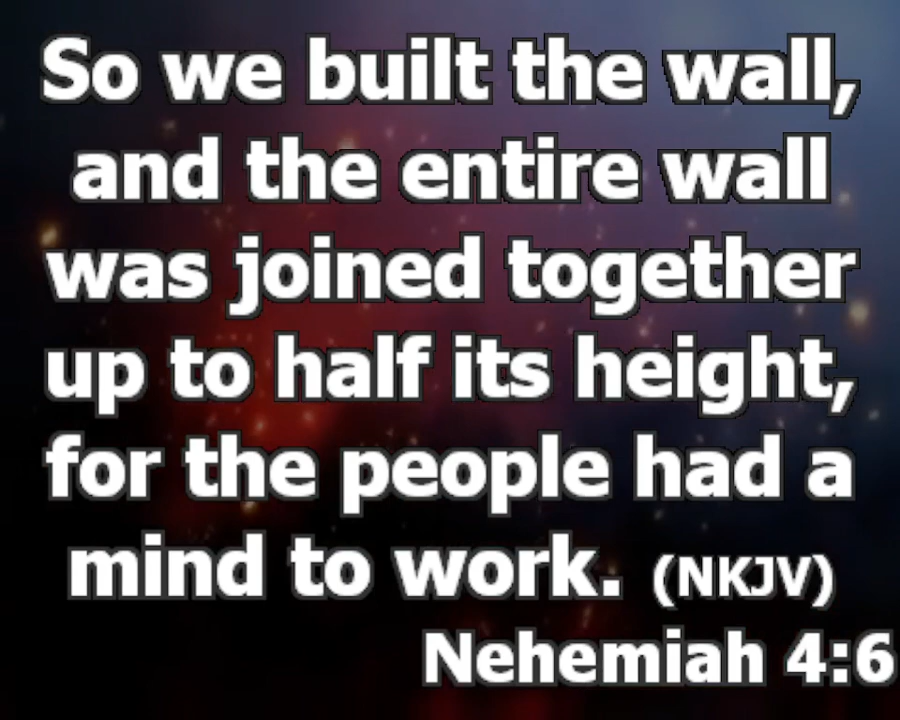 So we built the wall,
and the entire wall
was joined together
up to half its height,
for the people had a
mind to work. (NKJV)
Nehemiah 4:6